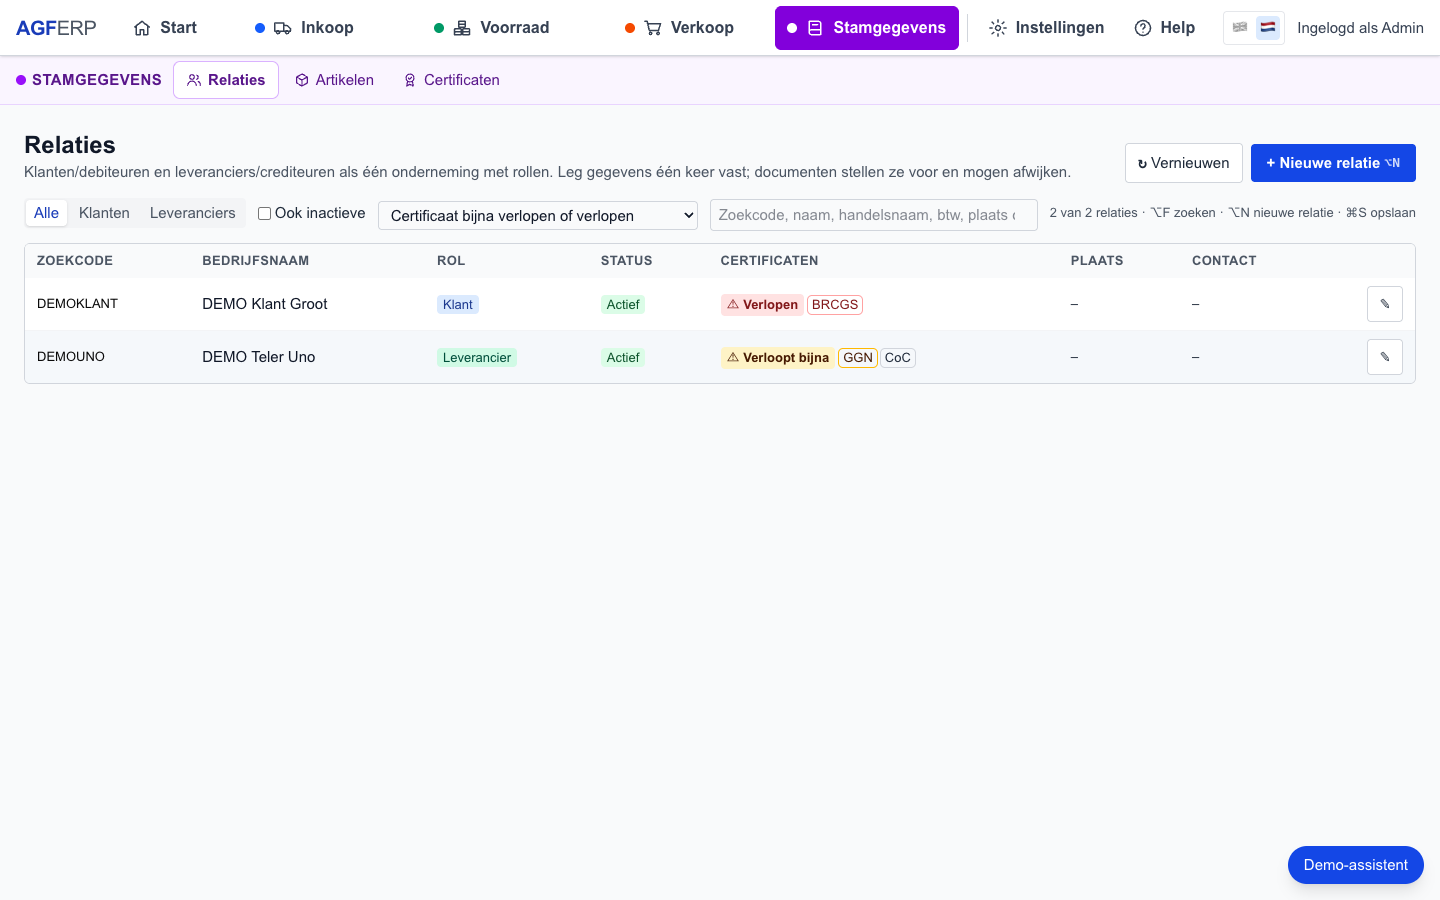 AGFERP Start Inkoop Voorraad Verkoop Stamgegevens Instellingen Help Ingelogd als Admin
STAMGEGEVENS Relaties Artikelen Certificaten
Relaties
Klanten/debiteuren en leveranciers/crediteuren als één onderneming met rollen. Leg gegevens één keer vast; documenten stellen ze voor en mogen afwijken.
↻ Vernieuwen + Nieuwe relatie ⌥N
Alle Klanten Leveranciers Ook inactieve Certificaat bijna verlopen of verlopen Zoekcode, naam, handelsnaam, btw, plaats 2 van 2 relaties · ⌥F zoeken · ⌥N nieuwe relatie · ⌘S opslaan
ZOEKCODE BEDRIJFSNAAM ROL STATUS CERTIFICATEN PLAATS CONTACT
DEMOKLANT DEMO Klant Groot Klant Actief ⚠ Verlopen BRCGS – – ✎
DEMOUNO DEMO Teler Uno Leverancier Actief ⚠ Verloopt bijna GGN CoC – – ✎
Demo-assistent